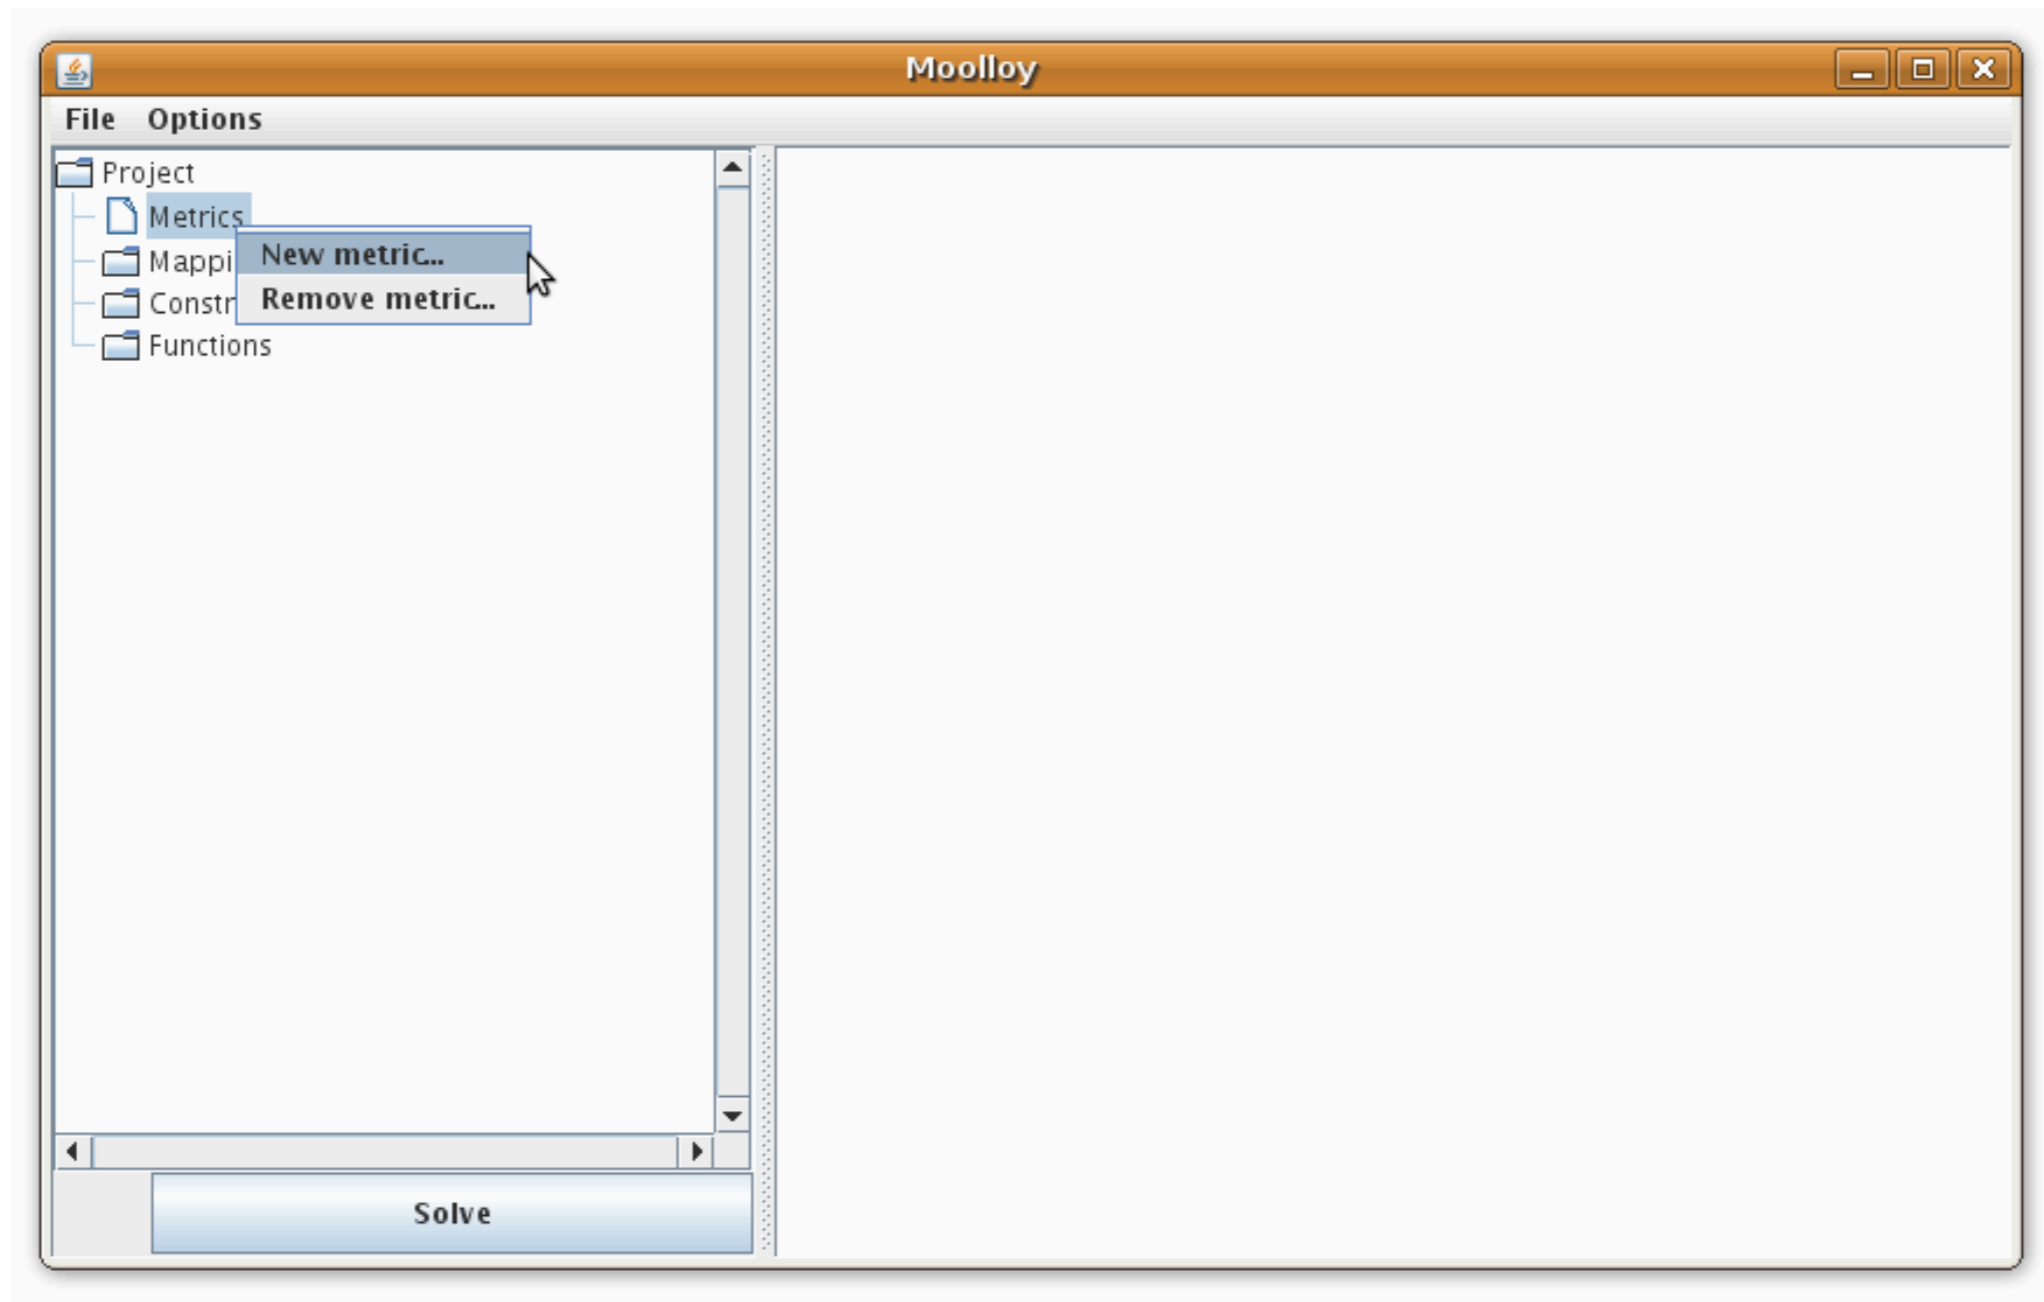 Moolloy
File Options
Project
Metrics
New metric...
Mappi
Remove metric...
Constr
Functions
Solve